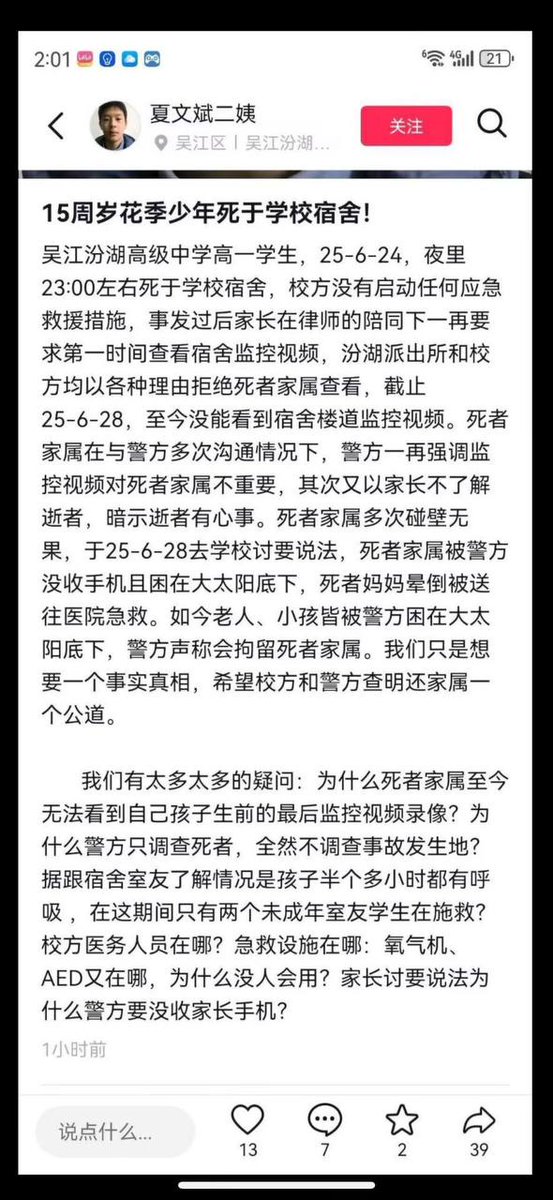 2:01
6
4G
21
夏文斌二姨
吴江区 | 吴江汾湖...
关注
15周岁花季少年死于学校宿舍！
吴江汾湖高级中学高一学生，25-6-24，夜里
23:00左右死于学校宿舍，校方没有启动任何应急
救援措施，事发过后家长在律师的陪同下一再要
求第一时间查看宿舍监控视频，汾湖派出所和校
方均以各种理由拒绝死者家属查看，截止
25-6-28，至今没能看到宿舍楼道监控视频。死者
家属在与警方多次沟通情况下，警方一再强调监
控视频对死者家属不重要，其次又以家长不了解
逝者，暗示逝者有心事。死者家属多次碰壁无
果，于25-6-28去学校讨要说法，死者家属被警方
没收手机且困在大太阳底下，死者妈妈晕倒被送
往医院急救。如今老人、小孩皆被警方困在大太
阳底下，警方声称会拘留死者家属。我们只是想
要一个事实真相，希望校方和警方查明还家属一
个公道。
我们有太多太多的疑问：为什么死者家属至今
无法看到自己孩子生前的最后监控视频录像？为
什么警方只调查死者，全然不调查事故发生地？
据跟宿舍室友了解情况是孩子半个多小时都有呼
吸 ，在这期间只有两个未成年室友学生在施救？
校方医务人员在哪？急救设施在哪：氧气机、
AED又在哪，为什么没人会用？家长讨要说法为
什么警方要没收家长手机？
1小时前
说点什么...
13
7
2
39